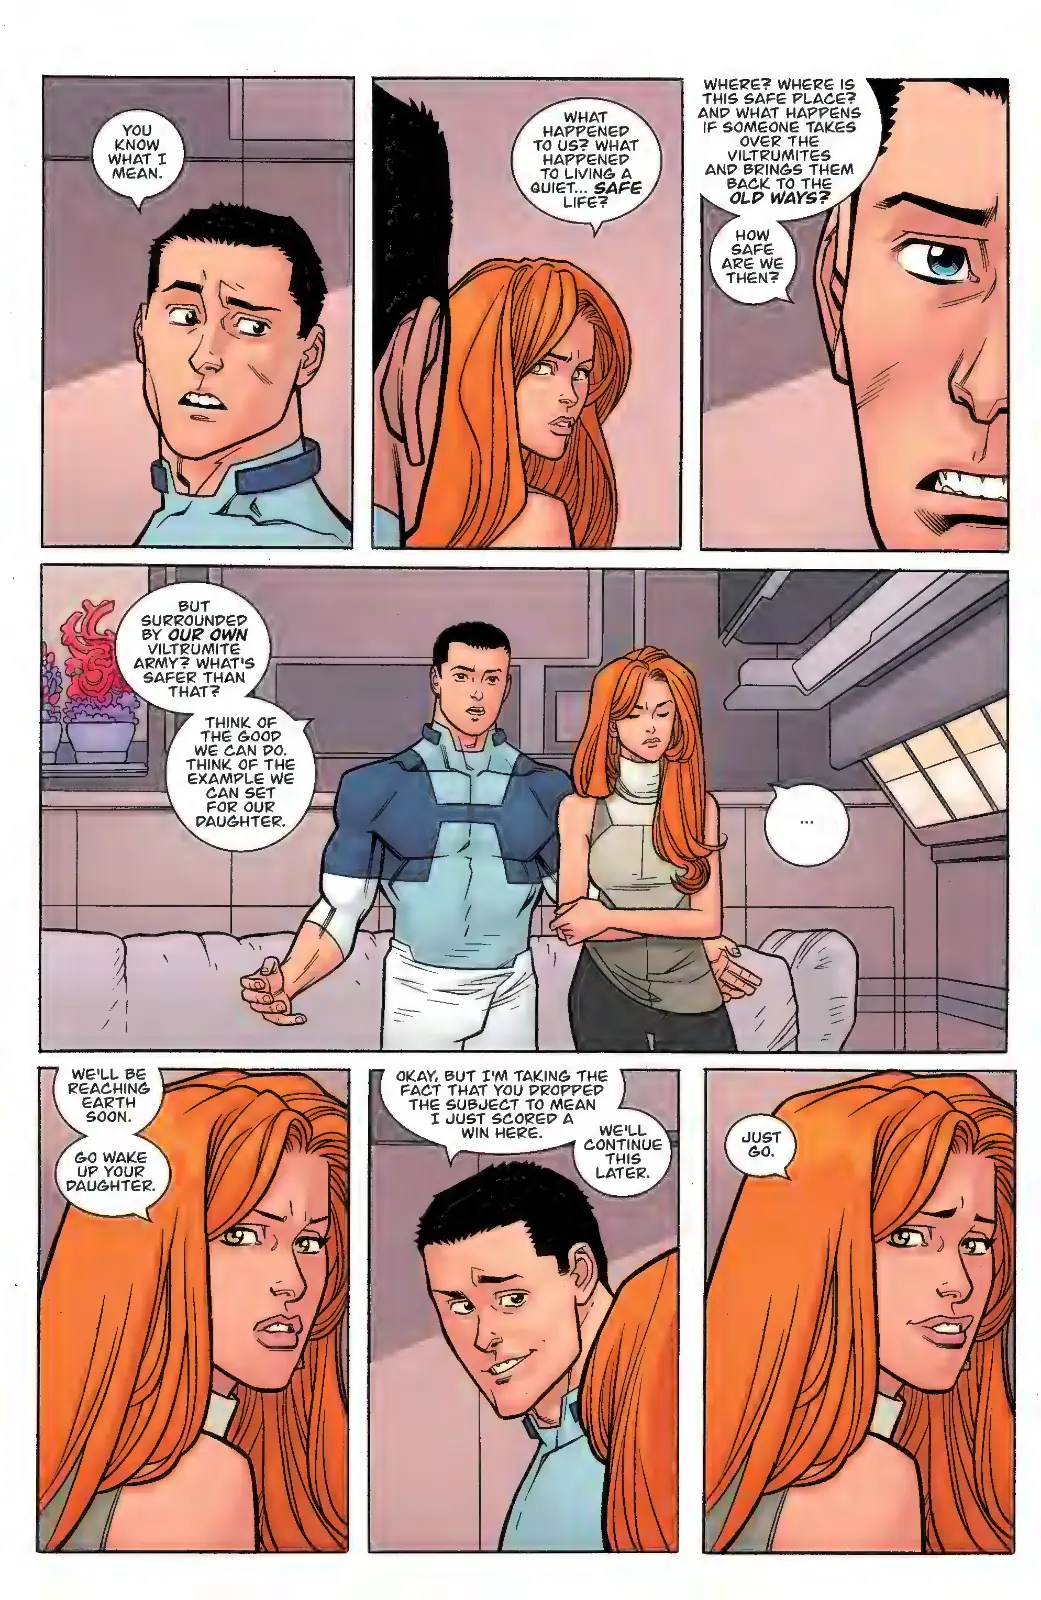 YOU
KNOW
WHAT I
MEAN.
WHAT
HAPPENED
TO US? WHAT
HAPPENED
TO LIVING A
QUIET... SAFE
LIFE?
WHERE? WHERE IS
THIS SAFE PLACE?
AND WHAT HAPPENS
IF SOMEONE TAKES
OVER THE
VILTRUMITES
AND BRINGS THEM
BACK TO THE
OLD WAYS?
HOW
SAFE
ARE WE
THEN?
BUT
SURROUNDED
BY OUR OWN
VILTRUMITE
ARMY? WHAT'S
SAFER THAN
THAT?
THINK OF
THE GOOD
WE CAN DO.
THINK OF THE
EXAMPLE WE
CAN SET
FOR OUR
DAUGHTER.
...
WE'LL BE
REACHING
EARTH
SOON.
GO WAKE
UP YOUR
DAUGHTER.
OKAY, BUT I'M TAKING THE
FACT THAT YOU DROPPED
THE SUBJECT TO MEAN
I JUST SCORED A
WIN HERE.
WE'LL
CONTINUE
THIS
LATER.
JUST
GO.